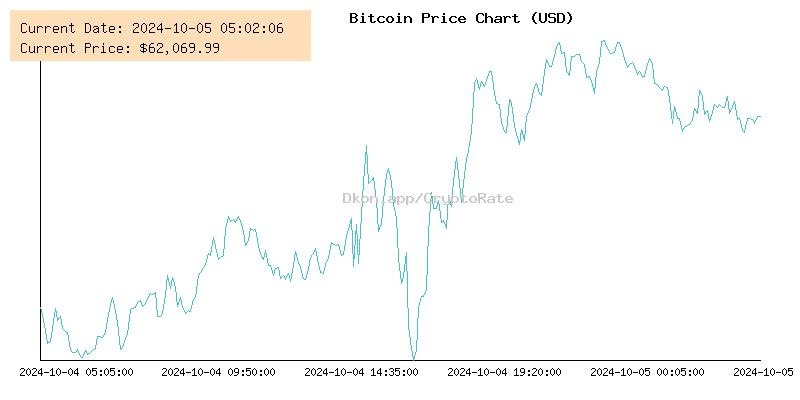 Bitcoin Price Chart (USD)
Current Date: 2024-10-05 05:02:06
Current Price: $62,069.99
Dkon.app/CryptoRate
2024-10-04 05:05:00
2024-10-04 09:50:00
2024-10-04 14:35:00
2024-10-04 19:20:00
2024-10-05 00:05:00
2024-10-05